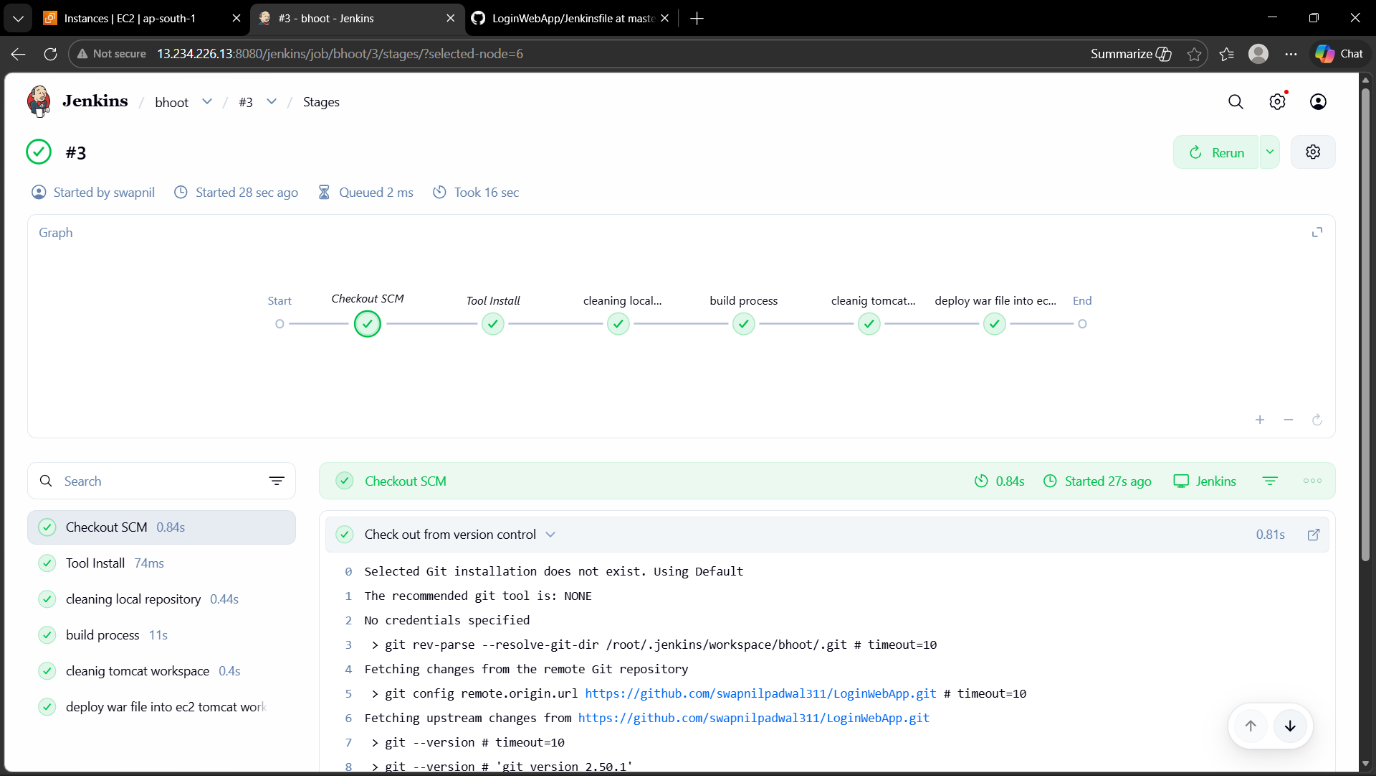 Instances | EC2 | ap-south-1
#3 - bhoot - Jenkins
LoginWebApp/Jenkinsfile at maste
Not secure 13.234.226.13:8080/jenkins/job/bhoot/3/stages/?selected-node=6
Summarize
Chat
Jenkins / bhoot / #3 / Stages
#3
Rerun
Started by swapnil
Started 28 sec ago
Queued 2 ms
Took 16 sec
Graph
Start
Checkout SCM
Tool Install
cleaning local...
build process
cleanig tomcat...
deploy war file into ec...
End
Search
Checkout SCM 0.84s
Tool Install 74ms
cleaning local repository 0.44s
build process 11s
cleanig tomcat workspace 0.4s
deploy war file into ec2 tomcat work
Checkout SCM
0.84s
Started 27s ago
Jenkins
Check out from version control
0.81s
0 Selected Git installation does not exist. Using Default
1 The recommended git tool is: NONE
2 No credentials specified
3 > git rev-parse --resolve-git-dir /root/.jenkins/workspace/bhoot/.git # timeout=10
4 Fetching changes from the remote Git repository
5 > git config remote.origin.url https://github.com/swapnilpadwal311/LoginWebApp.git # timeout=10
6 Fetching upstream changes from https://github.com/swapnilpadwal311/LoginWebApp.git
7 > git --version # timeout=10
8 > git --version # 'git version 2.50.1'